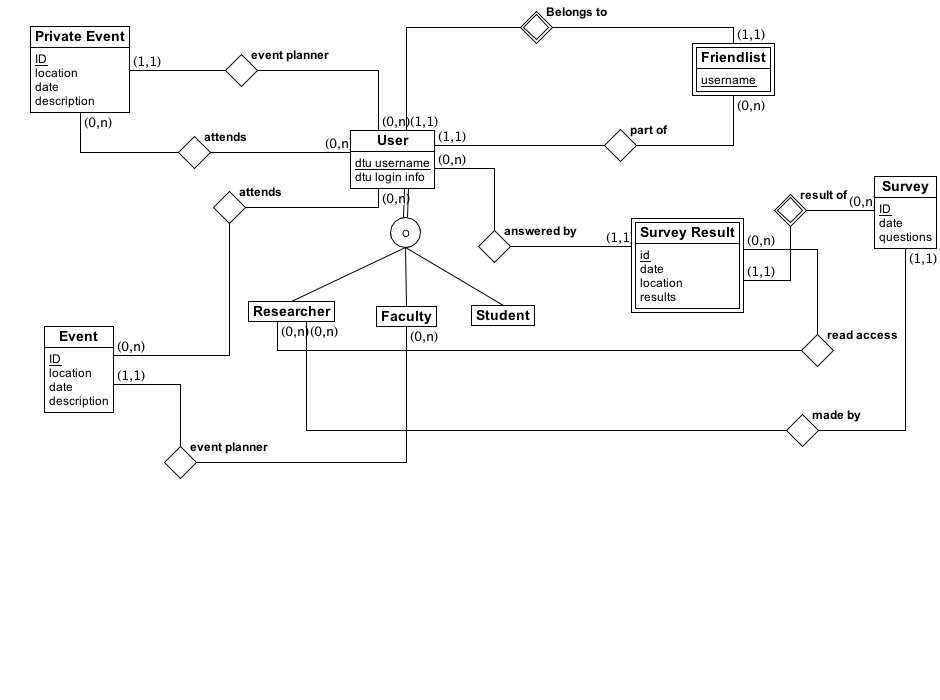 Belongs to
Private Event
ID
location
date
description
(1,1)
event planner
(1,1)
Friendlist
username
(0,n)
(0,n)
attends
(0,n)
(0,n)
(1,1)
User
dtu username
dtu login info
(1,1)
(0,n)
part of
attends
(0,n)
answered by
(1,1
Survey Result
id
date
location
results
(0,n)
(1,1)
result of
(0,n
Survey
ID
date
questions
(1,1)
o
Researcher
(0,n)
(0,n)
Faculty
(0,n)
Student
read access
Event
ID
location
date
description
(0,n)
(1,1)
made by
event planner